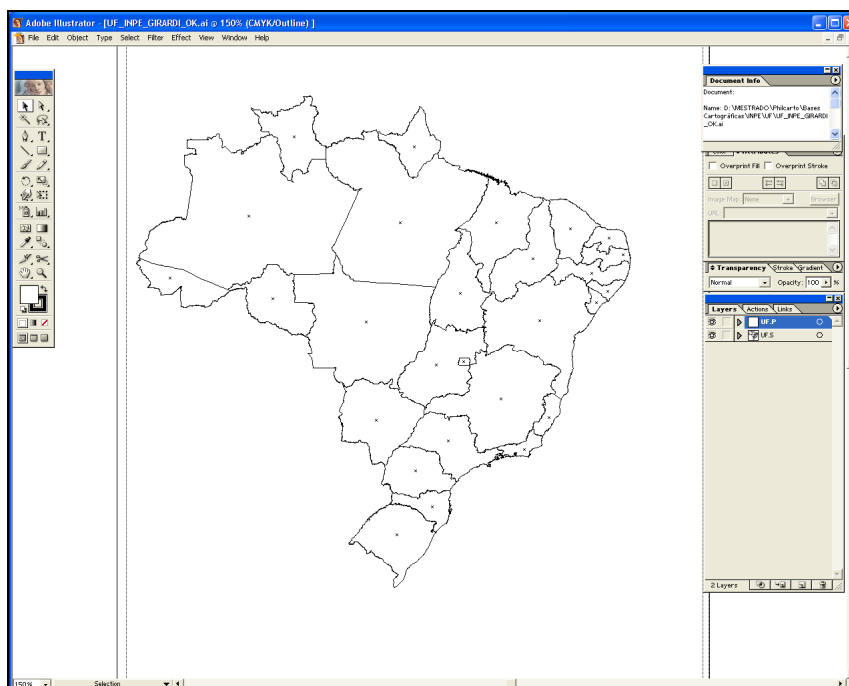 Adobe Illustrator - [UF_INPE_GIRARDI_OK.ai @ 150% (CMYK/Outline) ]
File Edit Object Type Select Filter Effect View Window Help
Document Info
Document:
Name: D:\MESTRADO\Philcarto\Bases
Cartográficas\INPE\UF\UF_INPE_GIRARDI
_OK.ai
Attributes
Overprint Fill Overprint Stroke
Image Map: None Browser
URL:
Transparency Stroke Gradient
Normal Opacity: 100 %
Layers Actions Links
UF.P
UF.S
2 Layers
150% Selection